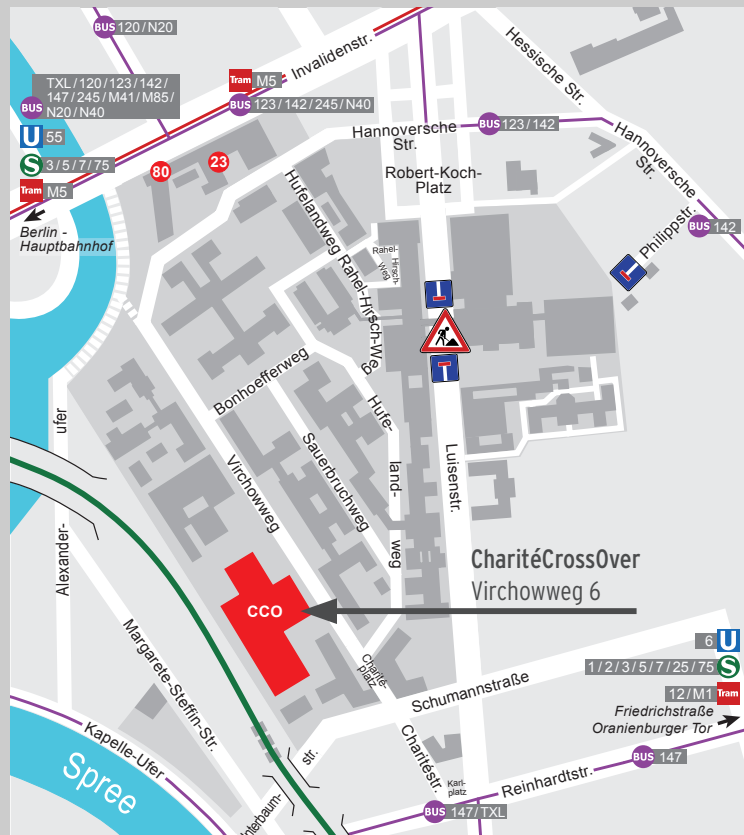 BUS 120/N20
TXL/120/123/142/
147/245/M41/M85/
N20/N40
BUS
U 55
S 3/5/7/75
Tram M5
Berlin -
Hauptbahnhof
Tram M5
Invalidenstr.
BUS 123/142/245/N40
80
23
Hessische Str.
Hannoversche
Str.
BUS 123/142
Hannoversche
Str.
Robert-Koch-
Platz
Philippstr.
BUS 142
Hufelandweg
Rahel-Hirsch-Weg
Rahel-
Hirsch-
Weg
Bonhoefferweg
Hufe-
land-
weg
Sauerbruchweg
Virchowweg
Luisenstr.
Alexander-
ufer
CharitéCrossOver
Virchowweg 6
CCO
Charité-
platz
Margarete-Steffin-Str.
Schumannstraße
6 U
1/2/3/5/7/25/75 S
12/M1 Tram
Friedrichstraße
Oranienburger Tor
Kapelle-Ufer
Spree
str.
Charitéstr.
Karl-
platz
Reinhardtstr.
BUS 147
BUS 147/TXL
nterbaum-